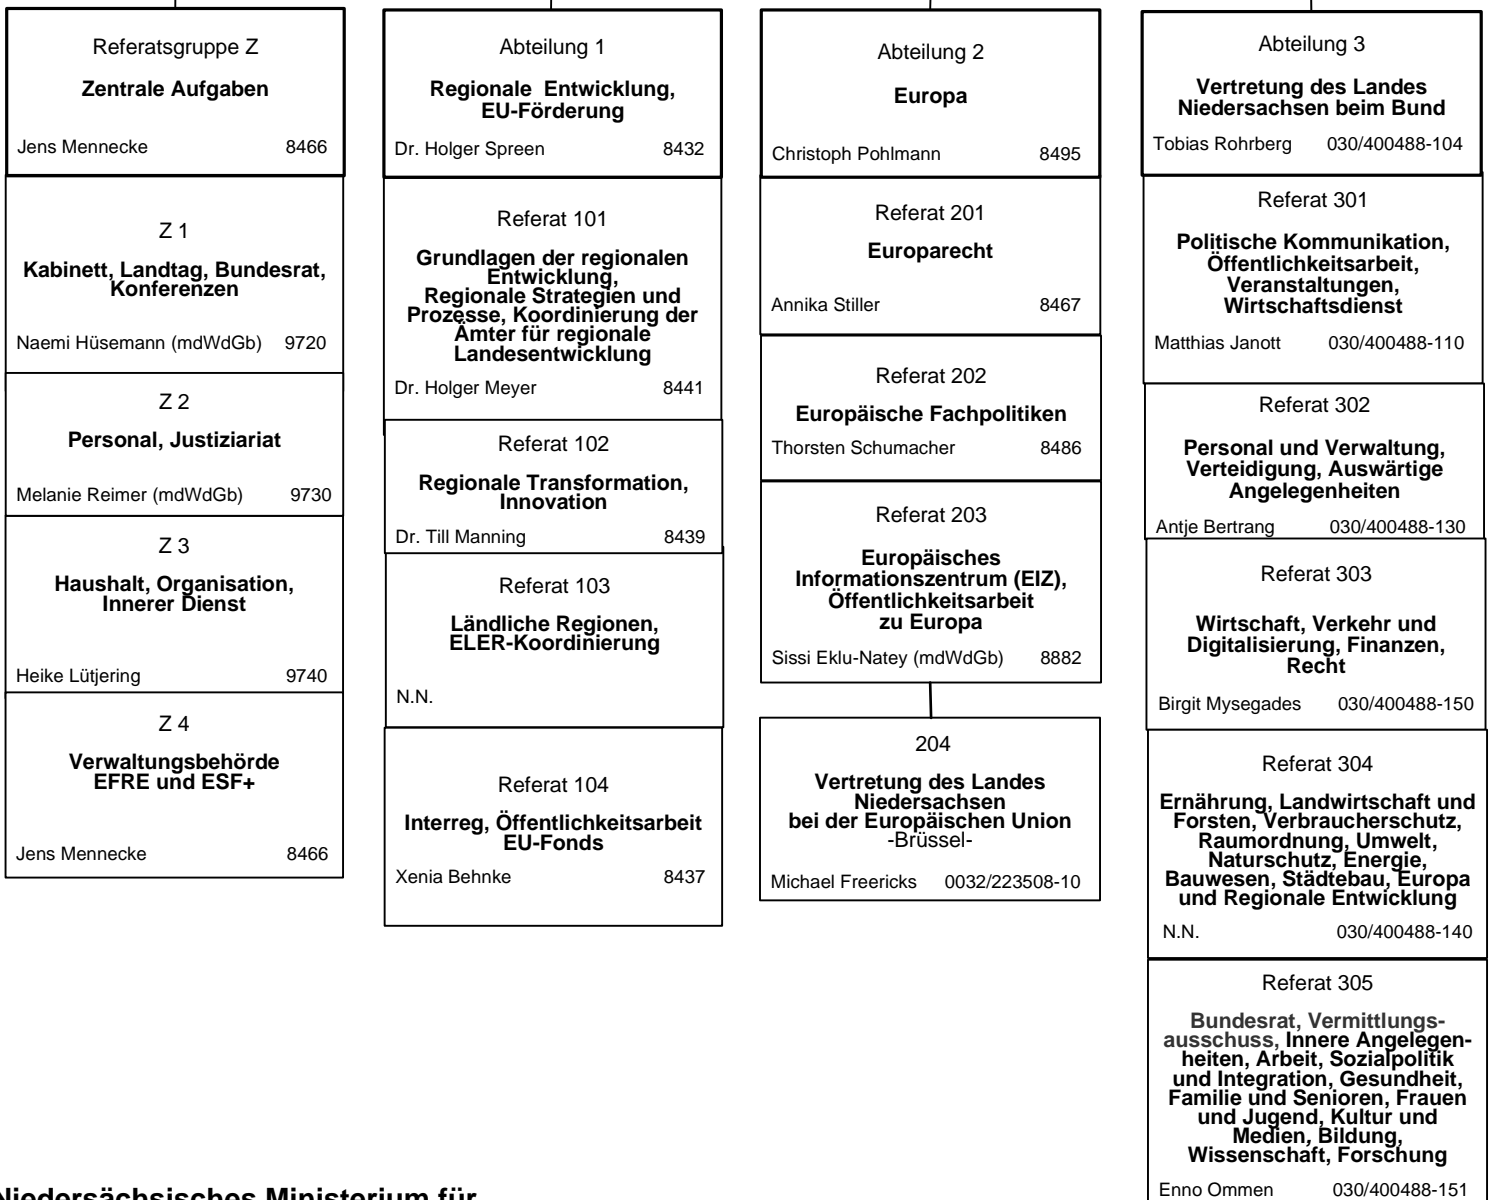 Referatsgruppe Z
Zentrale Aufgaben
Jens Mennecke 8466
Z 1
Kabinett, Landtag, Bundesrat,
Konferenzen
Naemi Hüsemann (mdWdGb) 9720
Z 2
Personal, Justiziariat
Melanie Reimer (mdWdGb) 9730
Z 3
Haushalt, Organisation,
Innerer Dienst
Heike Lütjering 9740
Z 4
Verwaltungsbehörde
EFRE und ESF+
Jens Mennecke 8466
Abteilung 1
Regionale Entwicklung,
EU-Förderung
Dr. Holger Spreen 8432
Referat 101
Grundlagen der regionalen
Entwicklung,
Regionale Strategien und
Prozesse, Koordinierung der
Ämter für regionale
Landesentwicklung
Dr. Holger Meyer 8441
Referat 102
Regionale Transformation,
Innovation
Dr. Till Manning 8439
Referat 103
Ländliche Regionen,
ELER-Koordinierung
N.N.
Referat 104
Interreg, Öffentlichkeitsarbeit
EU-Fonds
Xenia Behnke 8437
Abteilung 2
Europa
Christoph Pohlmann 8495
Referat 201
Europarecht
Annika Stiller 8467
Referat 202
Europäische Fachpolitiken
Thorsten Schumacher 8486
Referat 203
Europäisches
Informationszentrum (EIZ),
Öffentlichkeitsarbeit
zu Europa
Sissi Eklu-Natey (mdWdGb) 8882
204
Vertretung des Landes
Niedersachsen
bei der Europäischen Union
-Brüssel-
Michael Freericks 0032/223508-10
Abteilung 3
Vertretung des Landes
Niedersachsen beim Bund
Tobias Rohrberg 030/400488-104
Referat 301
Politische Kommunikation,
Öffentlichkeitsarbeit,
Veranstaltungen,
Wirtschaftsdienst
Matthias Janott 030/400488-110
Referat 302
Personal und Verwaltung,
Verteidigung, Auswärtige
Angelegenheiten
Antje Bertrang 030/400488-130
Referat 303
Wirtschaft, Verkehr und
Digitalisierung, Finanzen,
Recht
Birgit Mysegades 030/400488-150
Referat 304
Ernährung, Landwirtschaft und
Forsten, Verbraucherschutz,
Raumordnung, Umwelt,
Naturschutz, Energie,
Bauwesen, Städtebau, Europa
und Regionale Entwicklung
N.N. 030/400488-140
Referat 305
Bundesrat, Vermittlungs-
ausschuss, Innere Angelegen-
heiten, Arbeit, Sozialpolitik
und Integration, Gesundheit,
Familie und Senioren, Frauen
und Jugend, Kultur und
Medien, Bildung,
Wissenschaft, Forschung
Enno Ommen 030/400488-151
Niedersächsisches Ministerium für